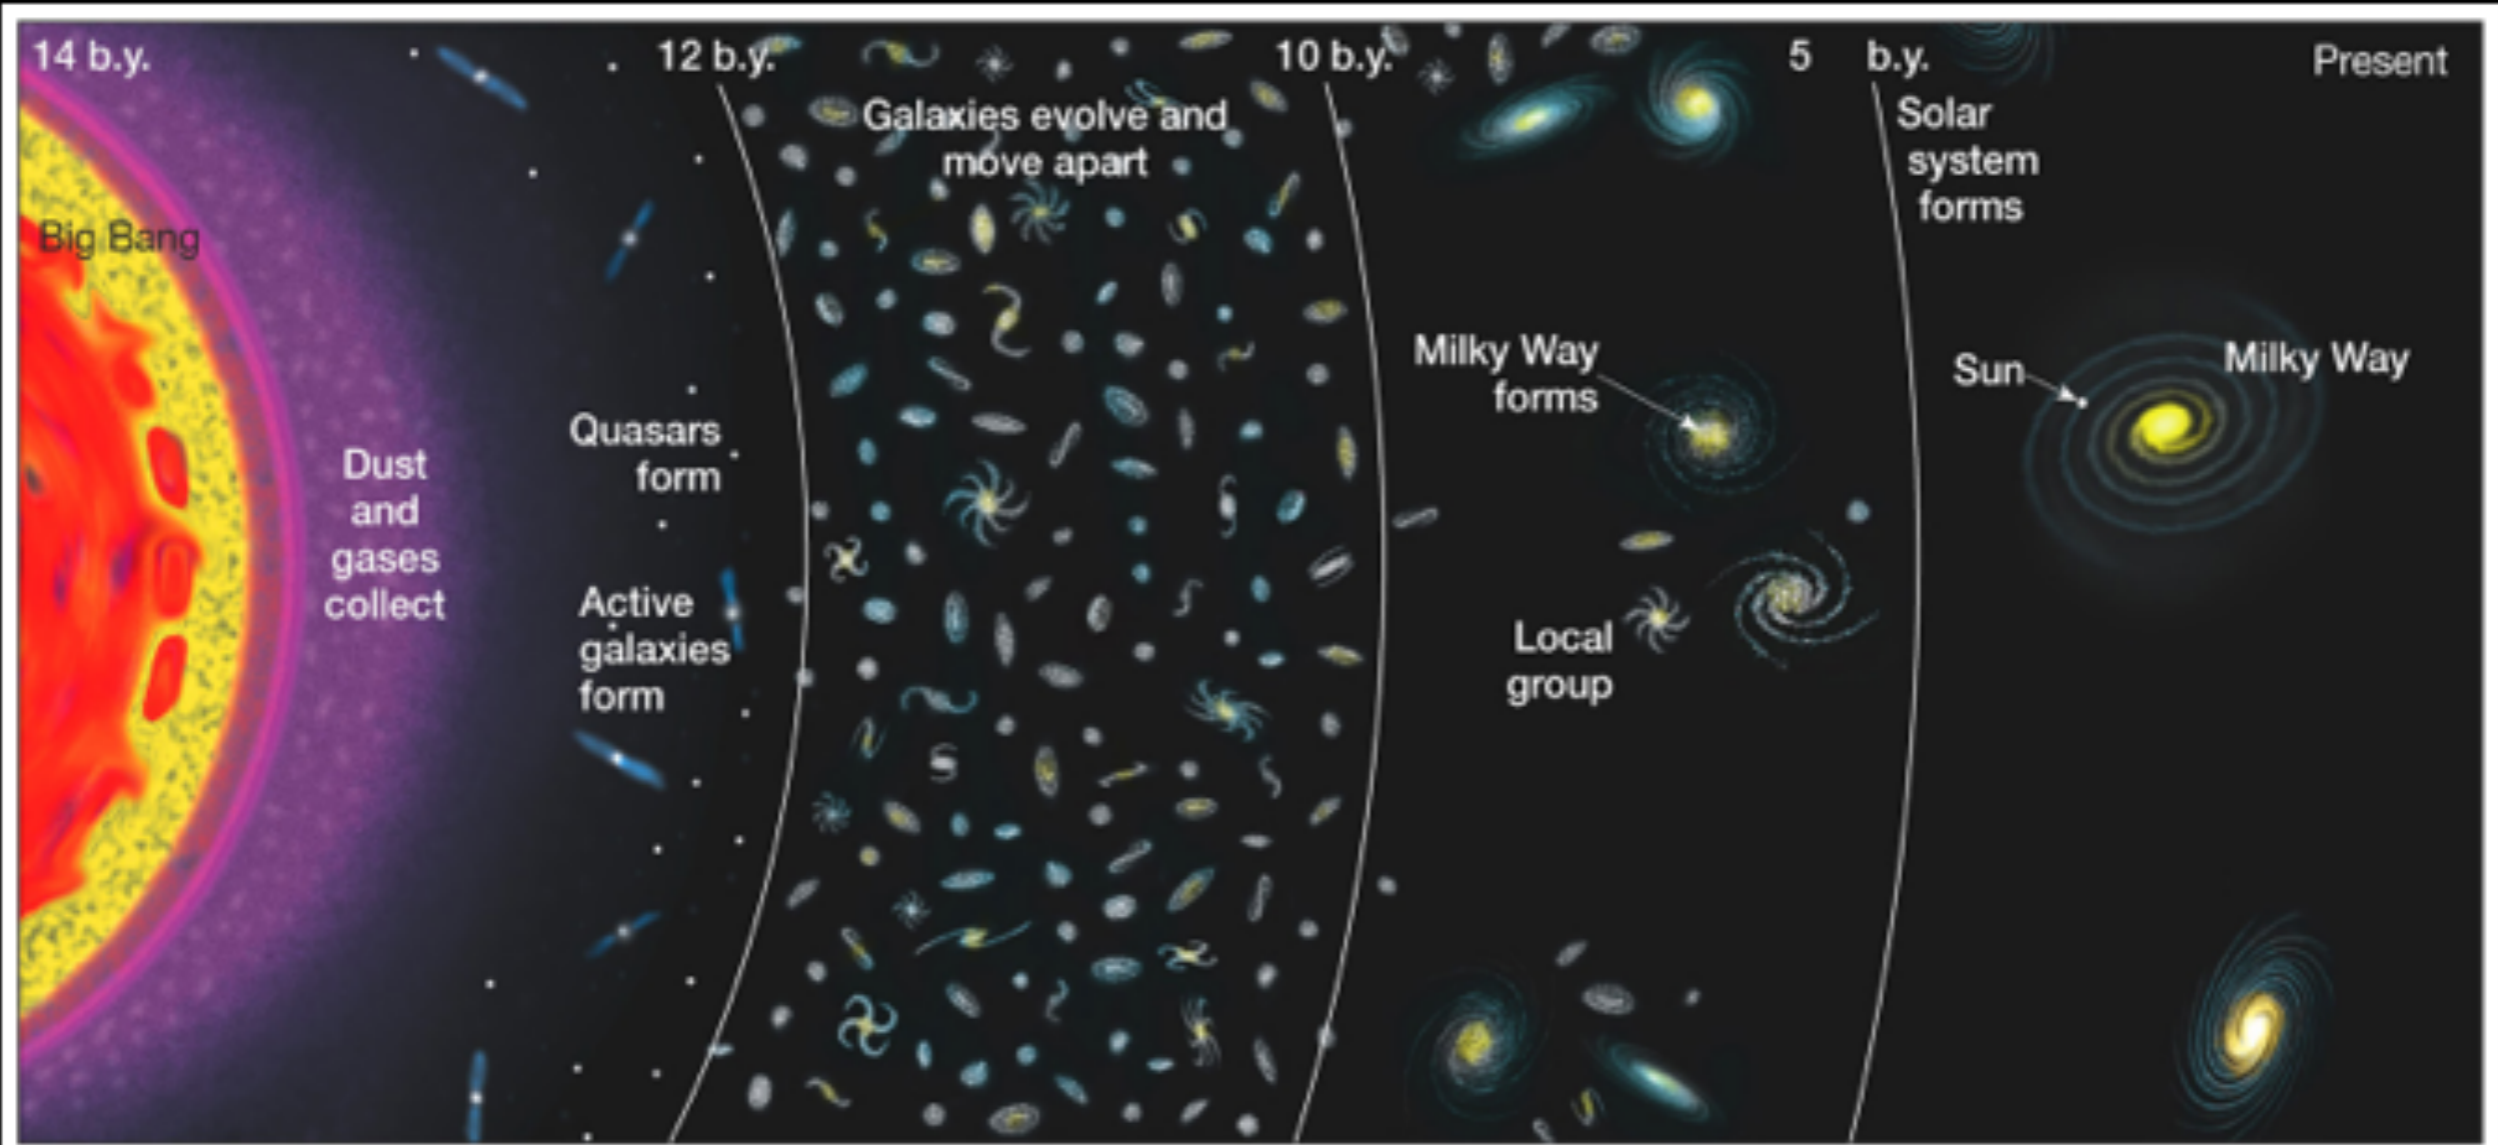 14 b.y.
12 b.y.
10 b.y.
5 b.y.
Present
Big Bang
Dust
and
gases
collect
Quasars
form
Active
galaxies
form
Galaxies evolve and
move apart
Milky Way
forms
Local
group
Solar
system
forms
Sun
Milky Way